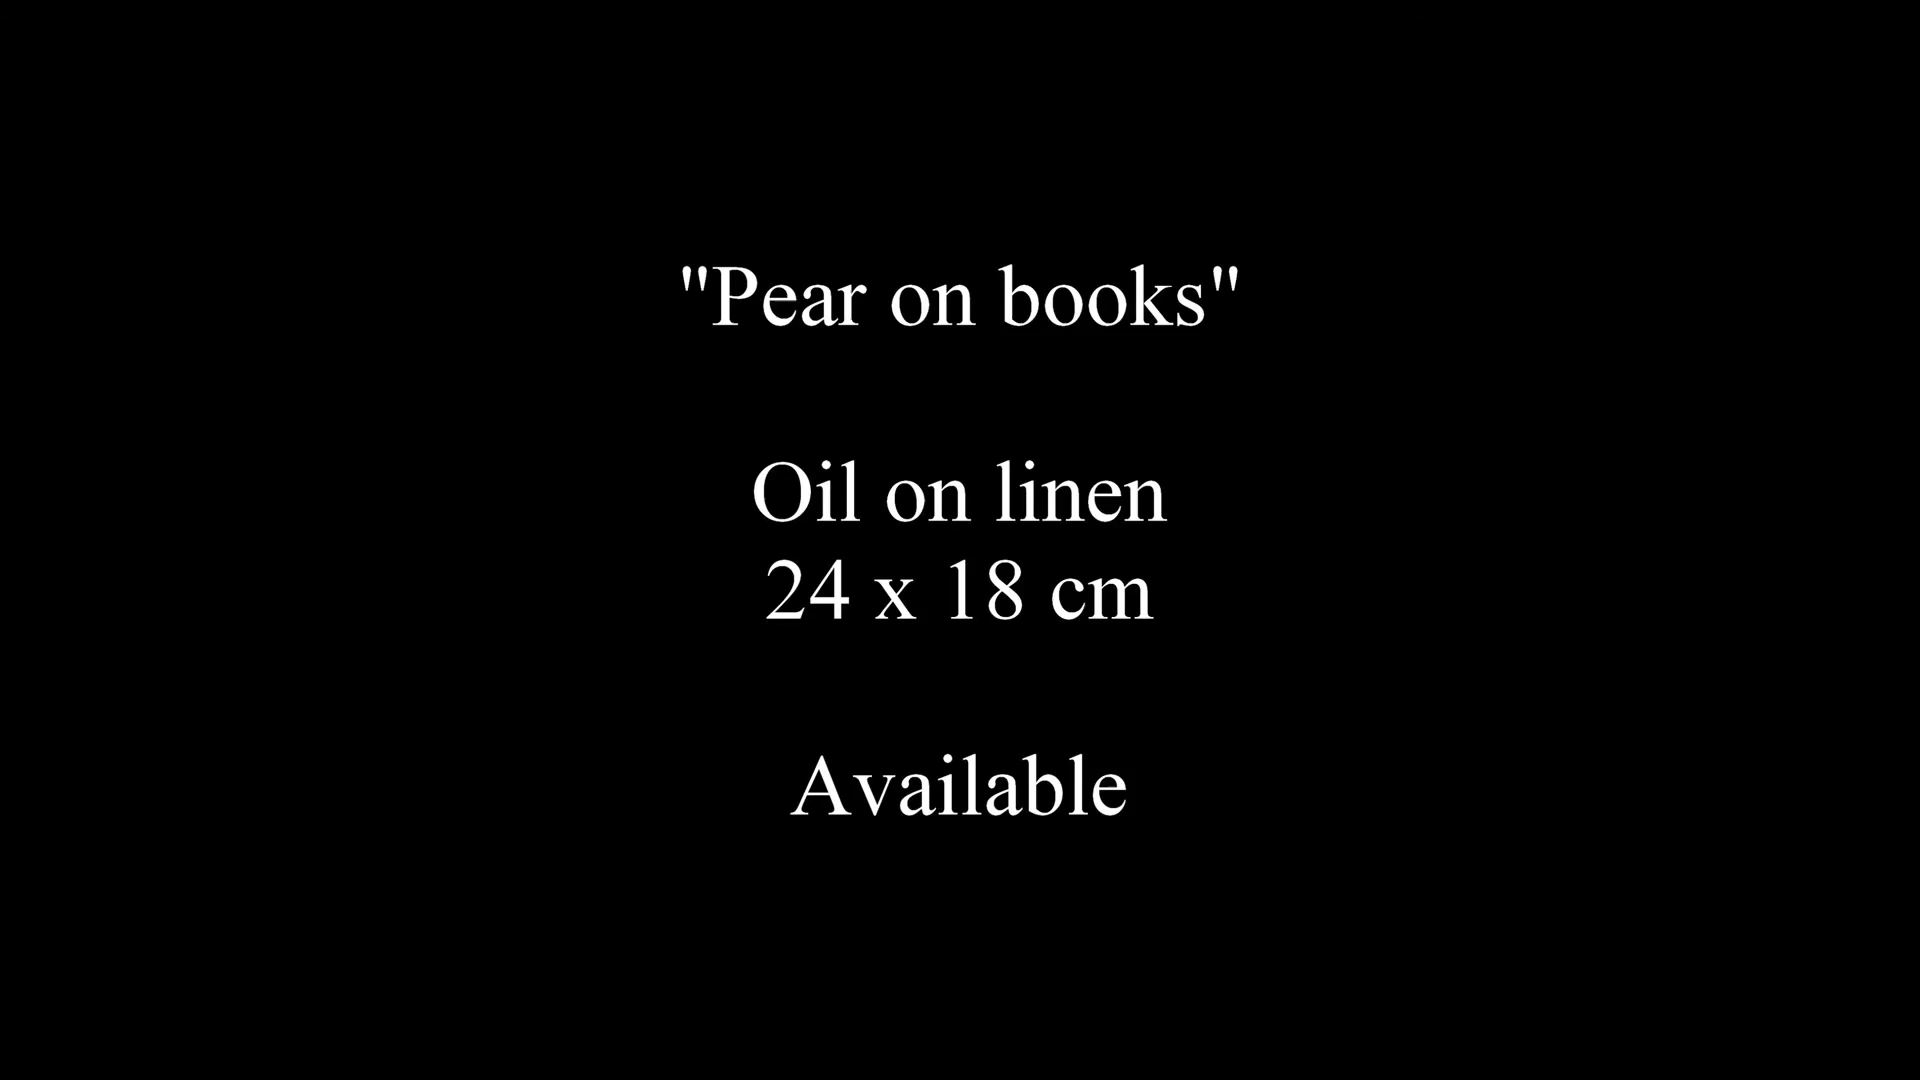 "Pear on books"
Oil on linen
24 x 18 cm
Available